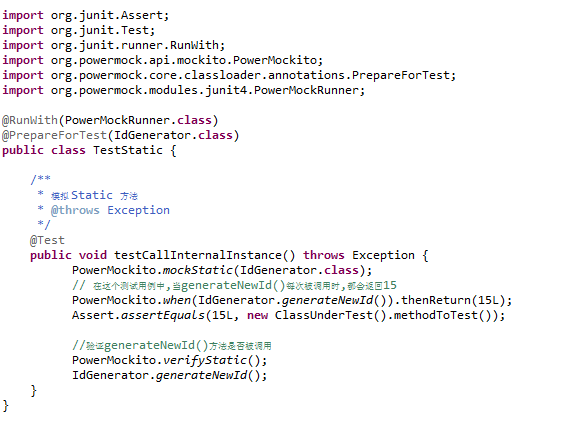 import org.junit.Assert;
import org.junit.Test;
import org.junit.runner.RunWith;
import org.powermock.api.mockito.PowerMockito;
import org.powermock.core.classloader.annotations.PrepareForTest;
import org.powermock.modules.junit4.PowerMockRunner;

@RunWith(PowerMockRunner.class)
@PrepareForTest(IdGenerator.class)
public class TestStatic {

    /**
     * 模拟Static 方法
     * @throws Exception
     */
    @Test
    public void testCallInternalInstance() throws Exception {
          PowerMockito.mockStatic(IdGenerator.class);
          // 在这个测试用例中,当generateNewId()每次被调用时,都会返回15
          PowerMockito.when(IdGenerator.generateNewId()).thenReturn(15L);
          Assert.assertEquals(15L, new ClassUnderTest().methodToTest());

          //验证generateNewId()方法是否被调用
          PowerMockito.verifyStatic();
          IdGenerator.generateNewId();
    }
}